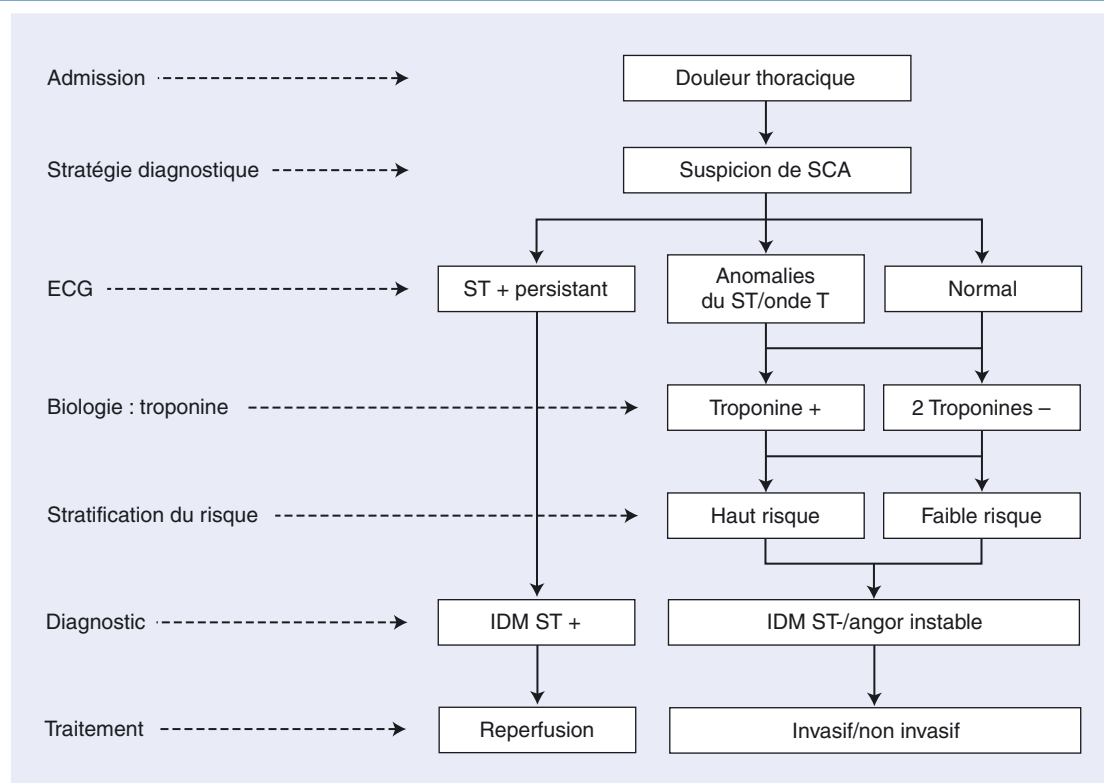 Admission
Douleur thoracique
Stratégie diagnostique
Suspicion de SCA
ECG
ST + persistant
Anomalies
du ST/onde T
Normal
Biologie : troponine
Troponine +
2 Troponines –
Stratification du risque
Haut risque
Faible risque
Diagnostic
IDM ST +
IDM ST-/angor instable
Traitement
Reperfusion
Invasif/non invasif